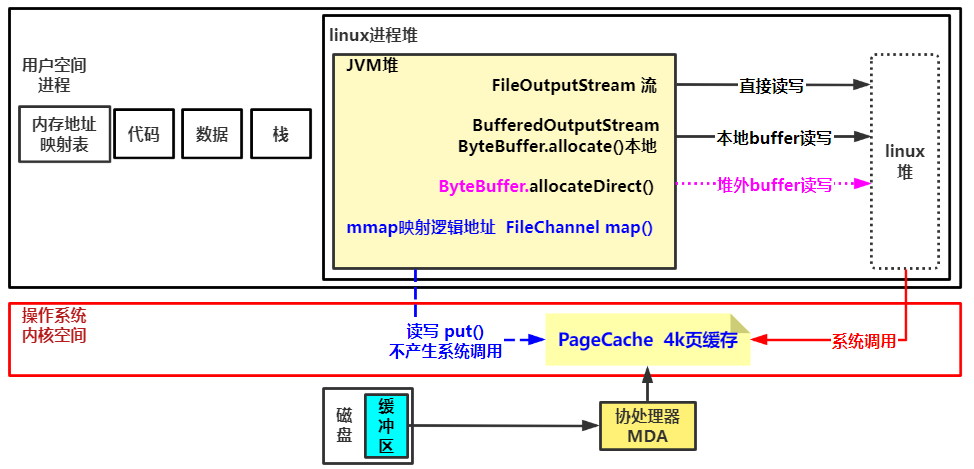 linux进程堆
用户空间
进程
内存地址
映射表
代码
数据
栈
JVM堆
FileOutputStream 流
直接读写
BufferedOutputStream
ByteBuffer.allocate()本地
本地buffer读写
ByteBuffer.allocateDirect()
堆外buffer读写
mmap映射逻辑地址 FileChannel map()
linux
堆
操作系统
内核空间
读写 put()
不产生系统调用
PageCache 4k页缓存
系统调用
磁盘
缓冲区
协处理器
MDA